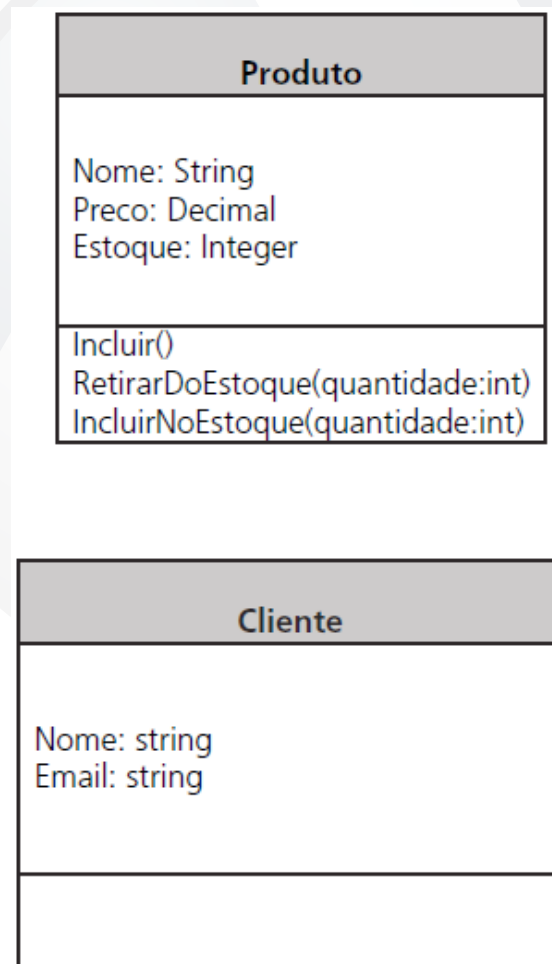 Produto
Nome: String
Preco: Decimal
Estoque: Integer
Incluir()
RetirarDoEstoque(quantidade:int)
IncluirNoEstoque(quantidade:int)
Cliente
Nome: string
Email: string